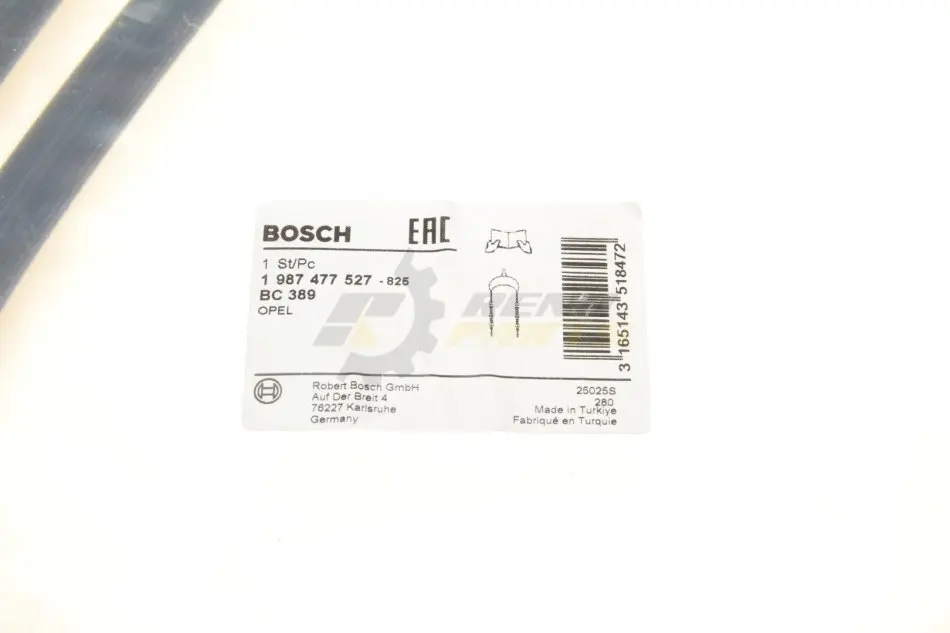 BOSCH
EAC
1 St/Pc
1 987 477 527 - 825
BC 389
OPEL
3 165143 518472
Robert Bosch GmbH
Auf Der Breit 4
76227 Karlsruhe
Germany
25025S
280
Made in Turkiye
Fabriqué en Turquie